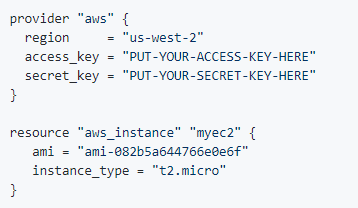 provider "aws" {
  region     = "us-west-2"
  access_key = "PUT-YOUR-ACCESS-KEY-HERE"
  secret_key = "PUT-YOUR-SECRET-KEY-HERE"
}

resource "aws_instance" "myec2" {
   ami = "ami-082b5a644766e0e6f"
   instance_type = "t2.micro"
}